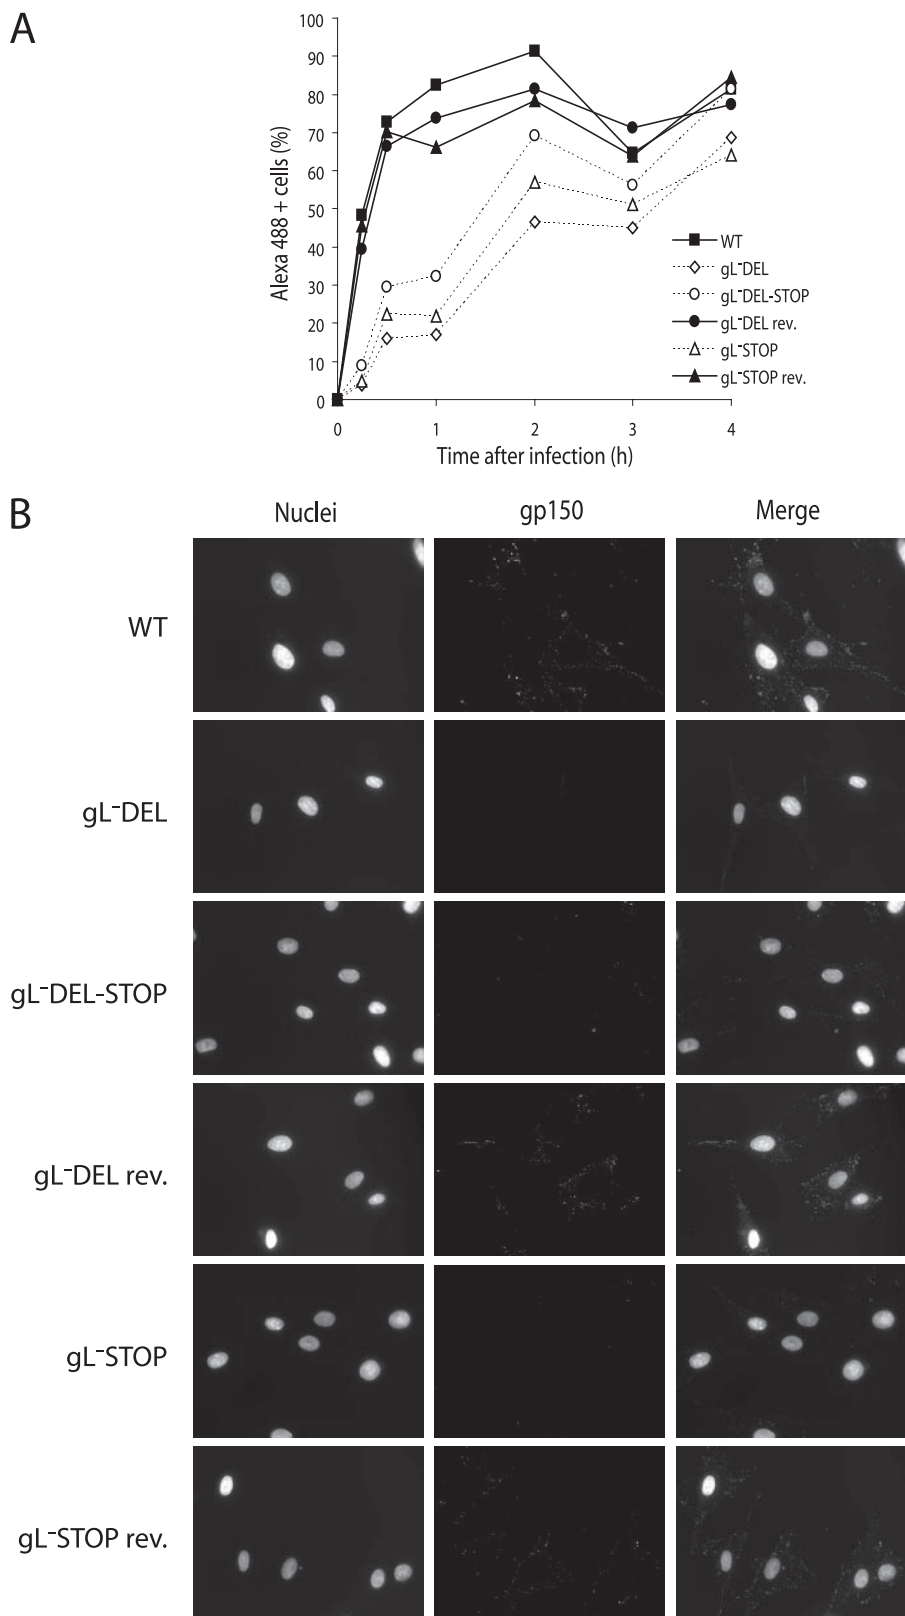 A
100
90
80
70
60
50
40
30
20
10
0
Alexa 488 + cells (%)
0 1 2 3 4
Time after infection (h)
WT
gL⁻DEL
gL⁻DEL-STOP
gL⁻DEL rev.
gL⁻STOP
gL⁻STOP rev.
B
Nuclei gp150 Merge
WT
gL⁻DEL
gL⁻DEL-STOP
gL⁻DEL rev.
gL⁻STOP
gL⁻STOP rev.